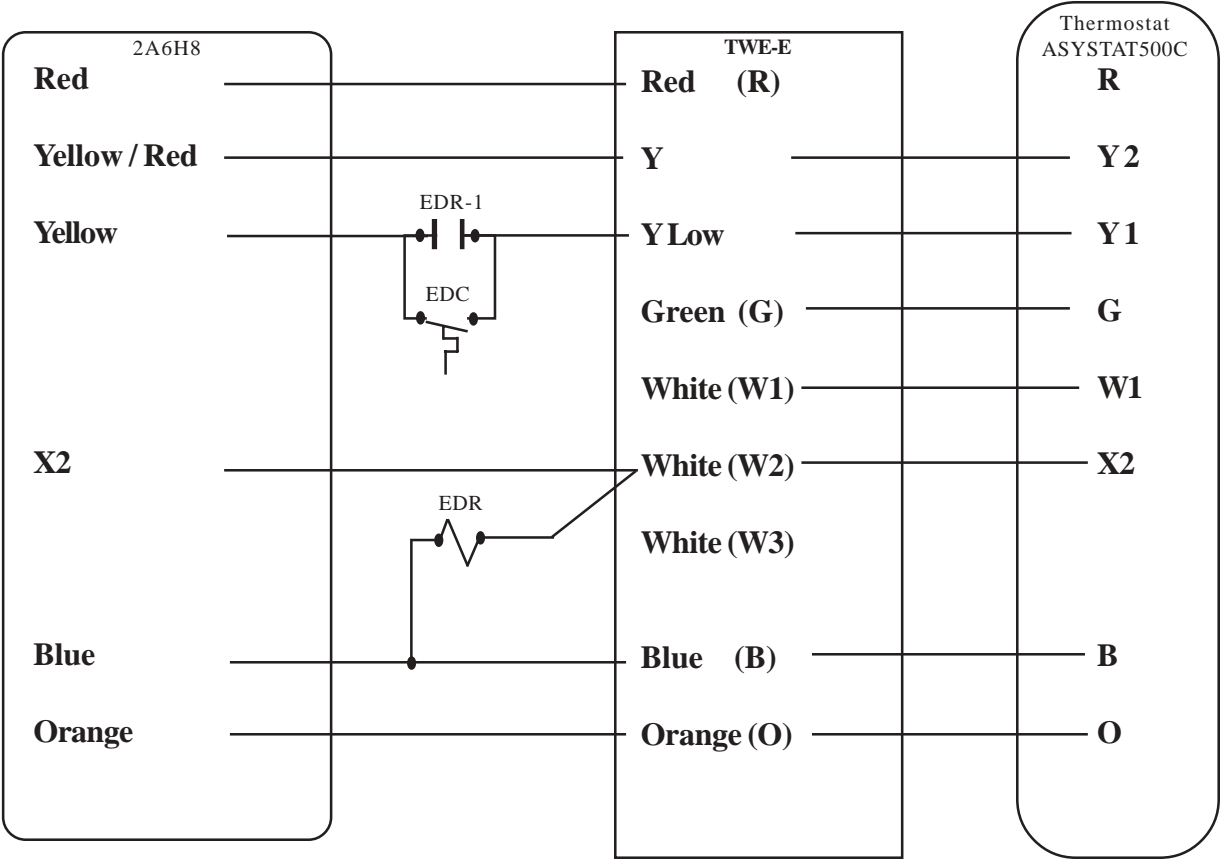 Thermostat
2A6H8 TWE-E ASYSTAT500C
Red Red (R) R
Yellow / Red Y Y 2
EDR-1
Yellow Y Low Y 1
EDC
Green (G) G
White (W1) W1
X2 White (W2) X2
EDR
White (W3)
Blue Blue (B) B
Orange Orange (O) O